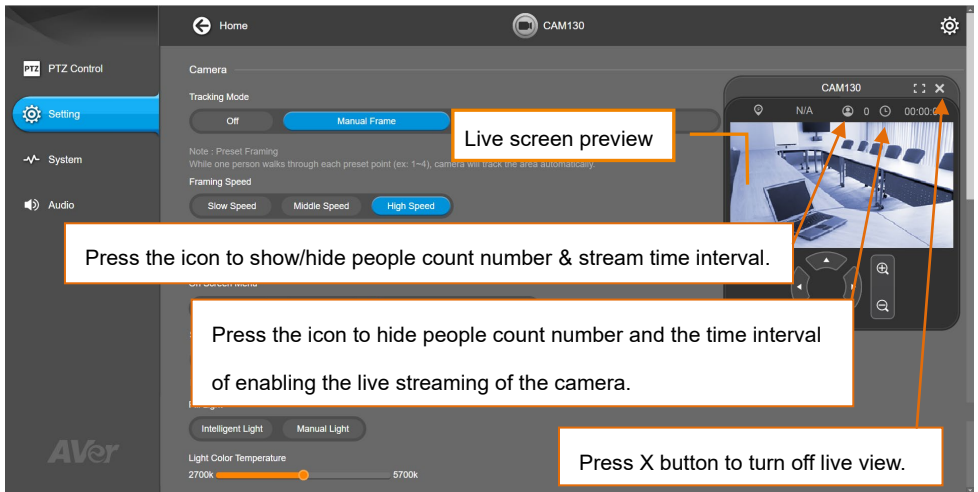 Home
CAM130
PTZ PTZ Control
Setting
System
Audio
Camera
Tracking Mode
Off
Manual Frame
Note : Preset Framing
While one person walks through each preset point (ex: 1~4), camera will track the area automatically.
Framing Speed
Slow Speed
Middle Speed
High Speed
Live screen preview
CAM130
N/A
0
00:00:0
Press the icon to show/hide people count number & stream time interval.
On Screen Menu
Press the icon to hide people count number and the time interval
of enabling the live streaming of the camera.
Intelligent Light
Manual Light
Light Color Temperature
2700k
5700k
Press X button to turn off live view.
AVer